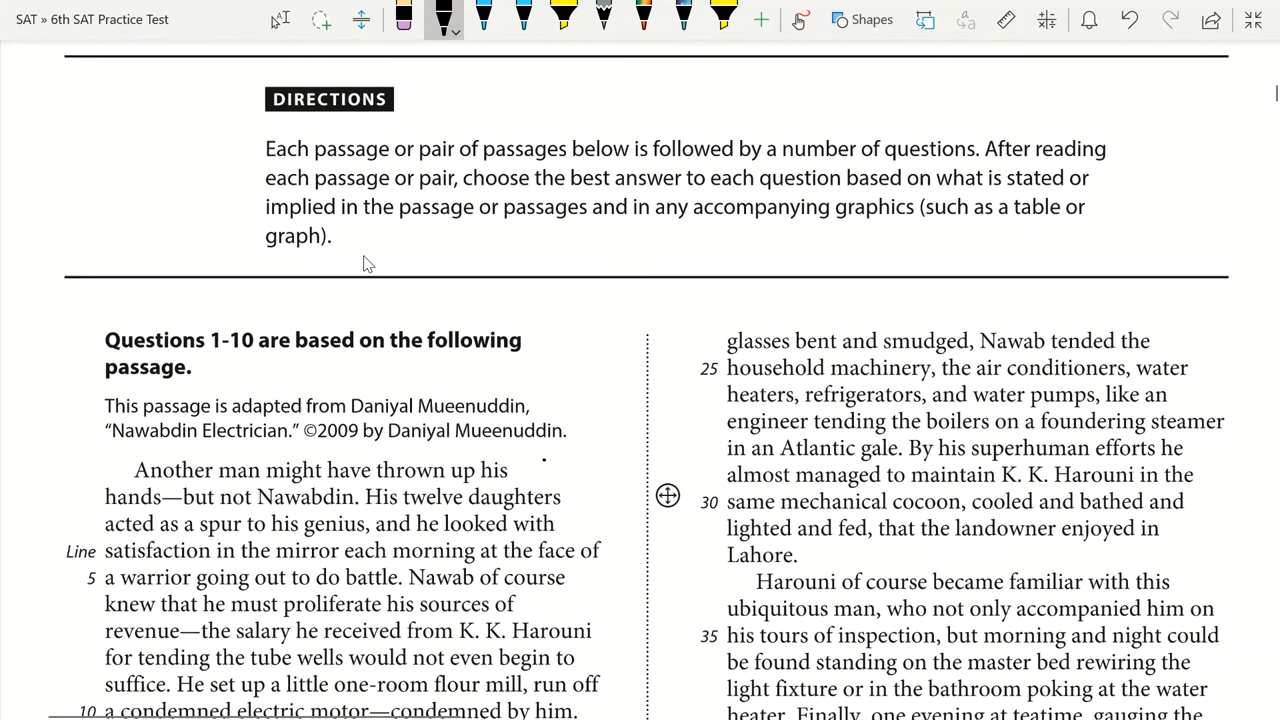 SAT » 6th SAT Practice Test
Shapes
DIRECTIONS
Each passage or pair of passages below is followed by a number of questions. After reading
each passage or pair, choose the best answer to each question based on what is stated or
implied in the passage or passages and in any accompanying graphics (such as a table or
graph).
Questions 1-10 are based on the following
passage.
This passage is adapted from Daniyal Mueenuddin,
“Nawabdin Electrician.” ©2009 by Daniyal Mueenuddin.
Another man might have thrown up his
hands—but not Nawabdin. His twelve daughters
acted as a spur to his genius, and he looked with
Line satisfaction in the mirror each morning at the face of
5 a warrior going out to do battle. Nawab of course
knew that he must proliferate his sources of
revenue—the salary he received from K. K. Harouni
for tending the tube wells would not even begin to
suffice. He set up a little one-room flour mill, run off
10 a condemned electric motor—condemned by him.
glasses bent and smudged, Nawab tended the
25 household machinery, the air conditioners, water
heaters, refrigerators, and water pumps, like an
engineer tending the boilers on a foundering steamer
in an Atlantic gale. By his superhuman efforts he
almost managed to maintain K. K. Harouni in the
30 same mechanical cocoon, cooled and bathed and
lighted and fed, that the landowner enjoyed in
Lahore.
Harouni of course became familiar with this
ubiquitous man, who not only accompanied him on
35 his tours of inspection, but morning and night could
be found standing on the master bed rewiring the
light fixture or in the bathroom poking at the water
heater. Finally, one evening at teatime, gauging the